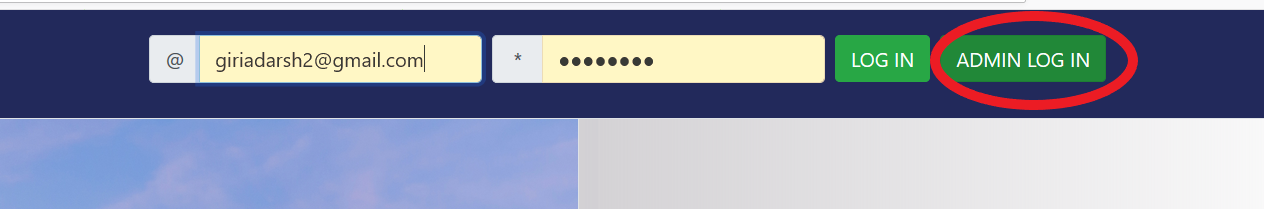 @ giriadarsh2@gmail.com * •••••••• LOG IN ADMIN LOG IN